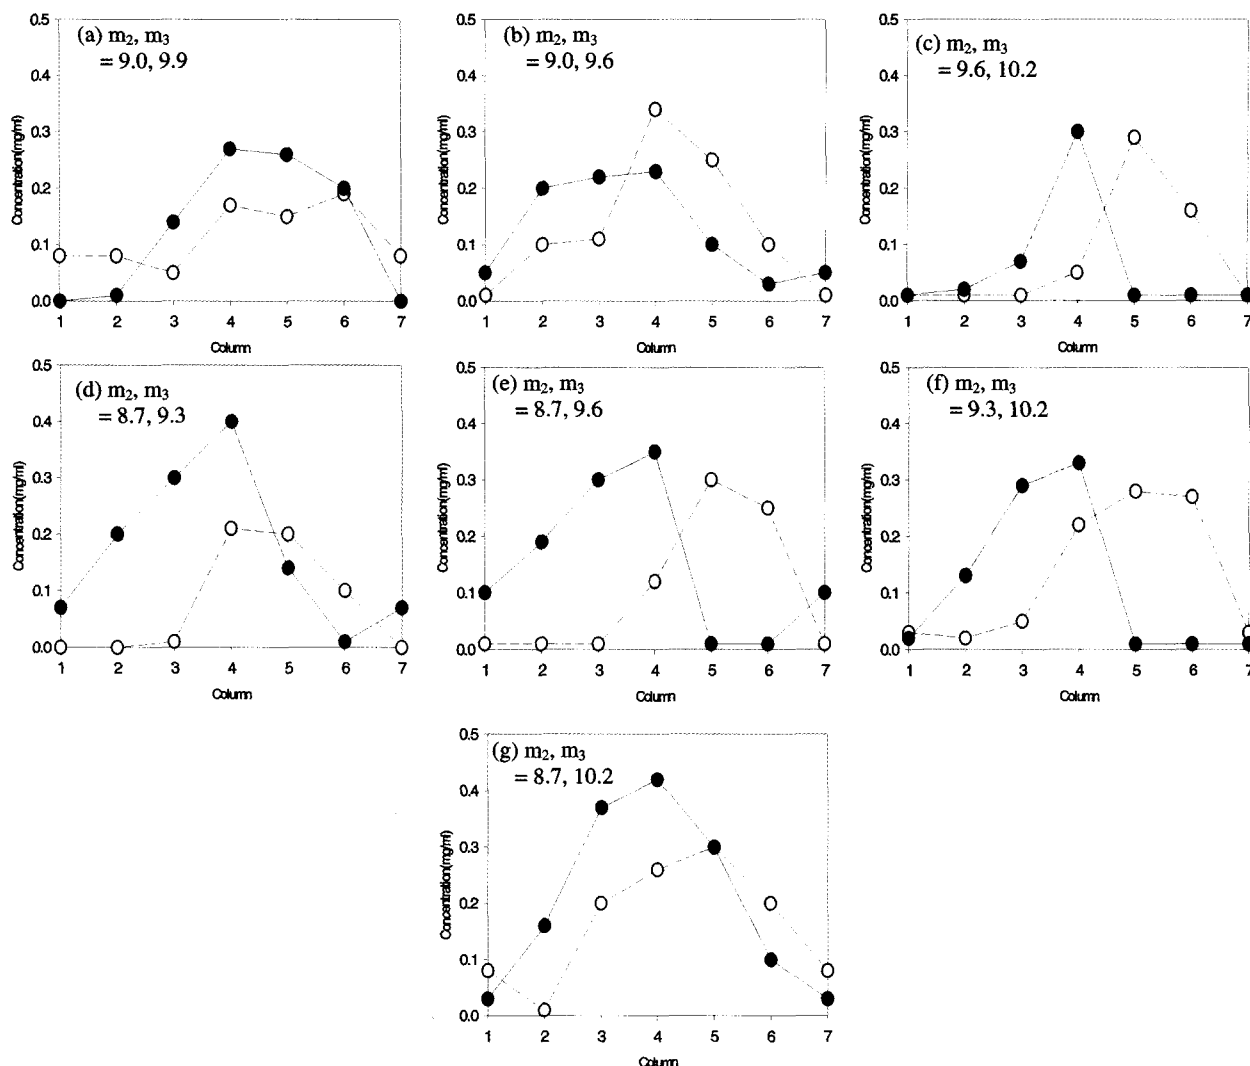 (a) m₂, m₃
= 9.0, 9.9
Concentration(mg/ml)
0.5
0.4
0.3
0.2
0.1
0.0
1 2 3 4 5 6 7
Column
(b) m₂, m₃
= 9.0, 9.6
Concentration(mg/ml)
0.5
0.4
0.3
0.2
0.1
0.0
1 2 3 4 5 6 7
Column
(c) m₂, m₃
= 9.6, 10.2
Concentration(mg/ml)
0.5
0.4
0.3
0.2
0.1
0.0
1 2 3 4 5 6 7
Column
(d) m₂, m₃
= 8.7, 9.3
Concentration(mg/ml)
0.5
0.4
0.3
0.2
0.1
0.0
1 2 3 4 5 6 7
Column
(e) m₂, m₃
= 8.7, 9.6
Concentration(mg/ml)
0.5
0.4
0.3
0.2
0.1
0.0
1 2 3 4 5 6 7
Column
(f) m₂, m₃
= 9.3, 10.2
Concentration(mg/ml)
0.5
0.4
0.3
0.2
0.1
0.0
1 2 3 4 5 6 7
Column
(g) m₂, m₃
= 8.7, 10.2
Concentration(mg/ml)
0.5
0.4
0.3
0.2
0.1
0.0
1 2 3 4 5 6 7
Column